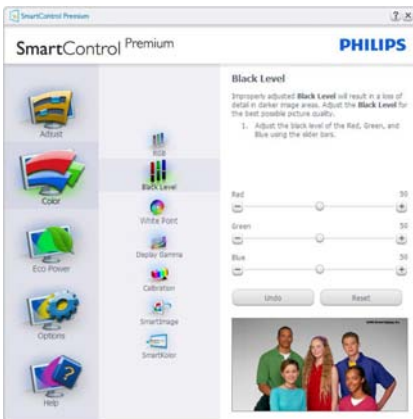 SmartControl Premium
SmartControl Premium
PHILIPS
Adjust
Color
Eco Power
Options
Help
RGB
Black Level
White Point
Display Gamma
Calibration
SmartImage
SmartKolor
Black Level
Improperly adjusted Black Level will result in a loss of
detail in darker image areas. Adjust the Black Level for
the best possible picture quality.
1. Adjust the black level of the Red, Green, and
Blue using the slider bars.
Red 50
Green 50
Blue 50
Undo
Reset